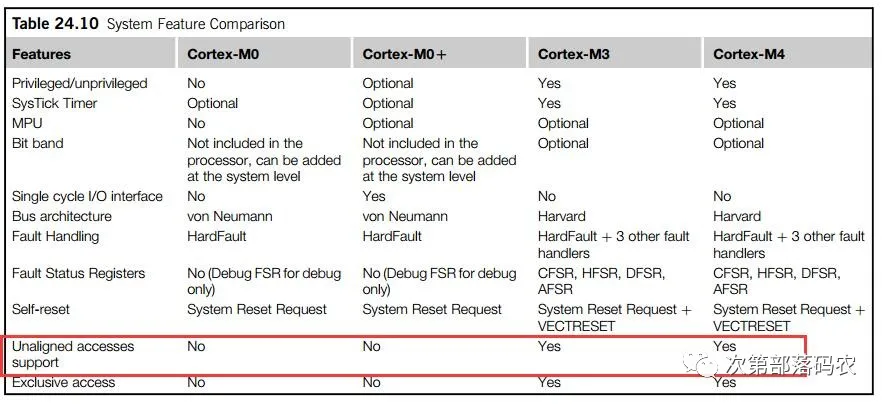 Table 24.10 System Feature Comparison
Features Cortex-M0 Cortex-M0+ Cortex-M3 Cortex-M4
Privileged/unprivileged No Optional Yes Yes
SysTick Timer Optional Optional Yes Yes
MPU No Optional Optional Optional
Bit band Not included in the Not included in the Optional Optional
processor, can be added processor, can be added
at the system level at the system level
Single cycle I/O interface No Yes No No
Bus architecture von Neumann von Neumann Harvard Harvard
Fault Handling HardFault HardFault HardFault + 3 other fault HardFault + 3 other fault
handlers handlers
Fault Status Registers No (Debug FSR for debug No (Debug FSR for debug CFSR, HFSR, DFSR, CFSR, HFSR, DFSR,
only) only) AFSR AFSR
Self-reset System Reset Request System Reset Request System Reset Request + System Reset Request +
VECTRESET VECTRESET
Unaligned accesses No No Yes Yes
support
次第部落码农
Exclusive access No No Yes Yes